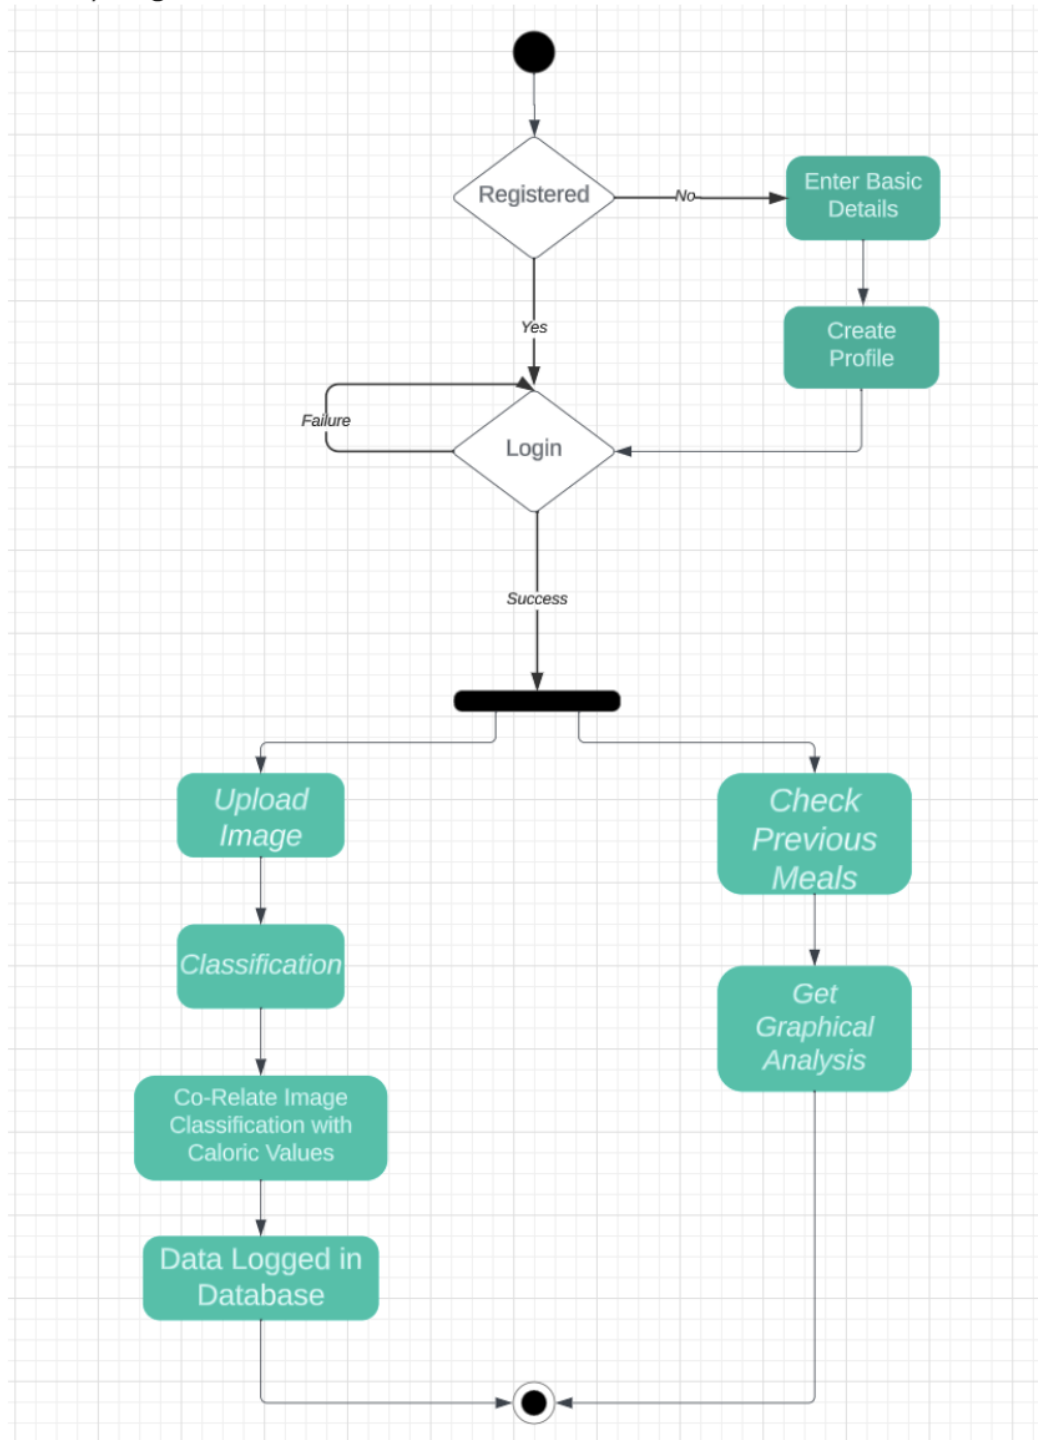 Registered
No
Enter Basic
Details
Yes
Create
Profile
Failure
Login
Success
Upload
Image
Check
Previous
Meals
Classification
Get
Graphical
Analysis
Co-Relate Image
Classification with
Caloric Values
Data Logged in
Database